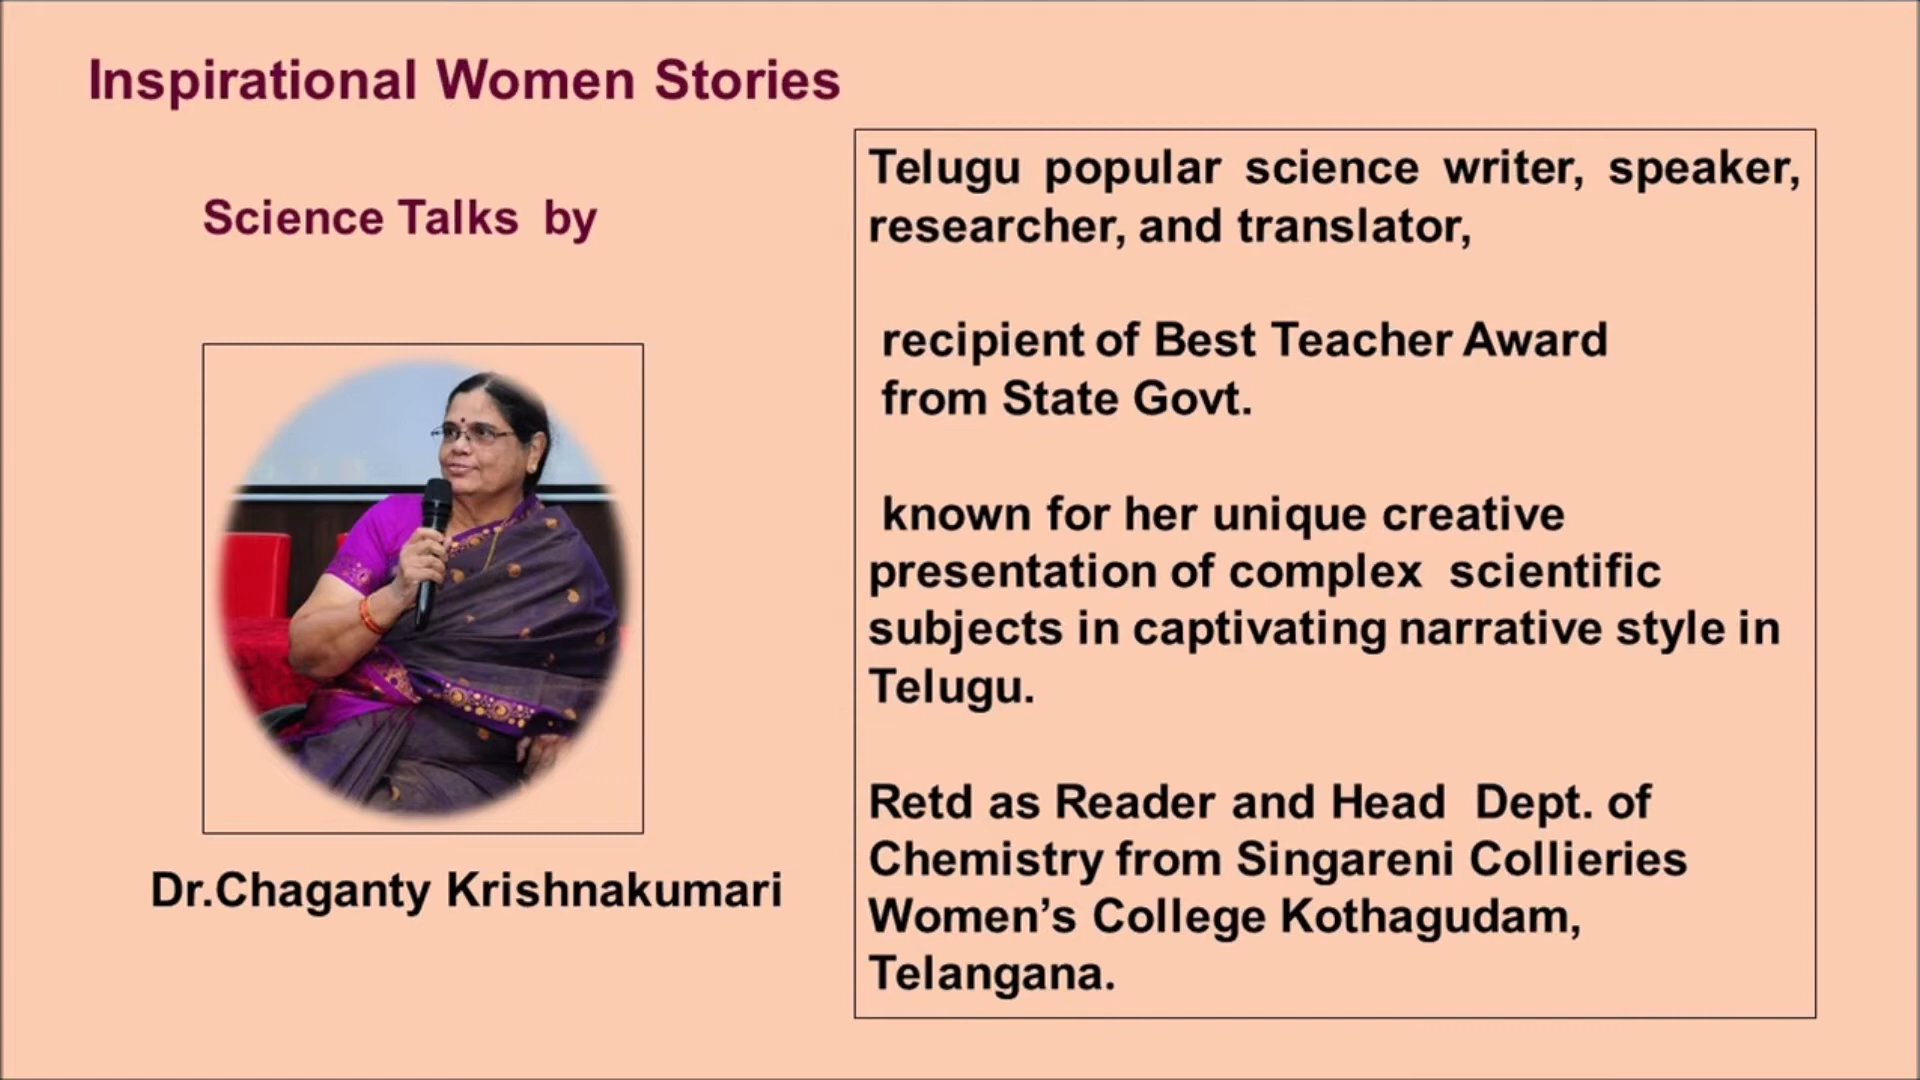 Inspirational Women Stories
Science Talks by
Dr.Chaganty Krishnakumari
Telugu popular science writer, speaker,
researcher, and translator,
recipient of Best Teacher Award
from State Govt.
known for her unique creative
presentation of complex scientific
subjects in captivating narrative style in
Telugu.
Retd as Reader and Head Dept. of
Chemistry from Singareni Collieries
Women’s College Kothagudam,
Telangana.